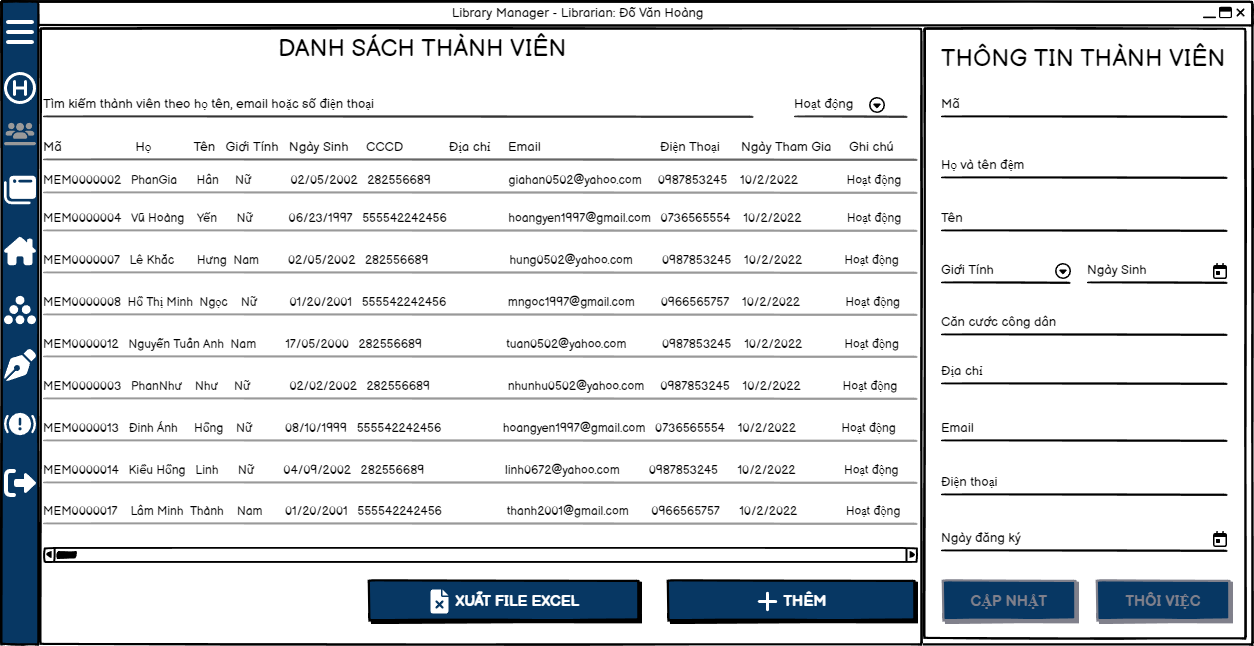 Library Manager - Librarian: Đỗ Văn Hoàng
DANH SÁCH THÀNH VIÊN
Tìm kiếm thành viên theo họ tên, email hoặc số điện thoại
Hoạt động
Mã Họ Tên Giới Tính Ngày Sinh CCCD Địa chỉ Email Điện Thoại Ngày Tham Gia Ghi chú
MEM0000002 PhanGia Hân Nữ 02/05/2002 282556689 giahan0502@yahoo.com 0987853245 10/2/2022 Hoạt động
MEM0000004 Vũ Hoàng Yến Nữ 06/23/1997 555542242456 hoangyen1997@gmail.com 0736565554 10/2/2022 Hoạt động
MEM0000007 Lê Khắc Hưng Nam 02/05/2002 282556689 hung0502@yahoo.com 0987853245 10/2/2022 Hoạt động
MEM0000008 Hồ Thị Minh Ngọc Nữ 01/20/2001 555542242456 mngoc1997@gmail.com 0966565757 10/2/2022 Hoạt động
MEM0000012 Nguyễn Tuấn Anh Nam 17/05/2000 282556689 tuan0502@yahoo.com 0987853245 10/2/2022 Hoạt động
MEM0000003 PhanNhư Như Nữ 02/02/2002 282556689 nhunhu0502@yahoo.com 0987853245 10/2/2022 Hoạt động
MEM0000013 Đinh Ánh Hồng Nữ 08/10/1999 555542242456 hoangyen1997@gmail.com 0736565554 10/2/2022 Hoạt động
MEM0000014 Kiều Hồng Linh Nữ 04/09/2002 282556689 linh0672@yahoo.com 0987853245 10/2/2022 Hoạt động
MEM0000017 Lâm Minh Thành Nam 01/20/2001 555542242456 thanh2001@gmail.com 0966565757 10/2/2022 Hoạt động
XUẤT FILE EXCEL
THÊM
THÔNG TIN THÀNH VIÊN
Mã
Họ và tên đệm
Tên
Giới Tính Ngày Sinh
Căn cước công dân
Địa chỉ
Email
Điện thoại
Ngày đăng ký
CẬP NHẬT
THÔI VIỆC